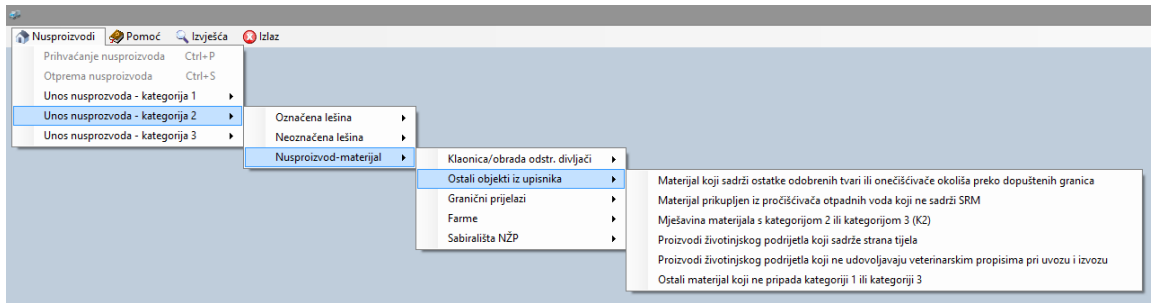 Nusproizvodi Pomoć Izvješća Izlaz
Prihvaćanje nusproizvoda Ctrl+P
Otprema nusproizvoda Ctrl+S
Unos nusprozvoda - kategorija 1
Unos nusprozvoda - kategorija 2
Unos nusprozvoda - kategorija 3
Označena lešina
Neoznačena lešina
Nusproizvod-materijal
Klaonica/obrada odstr. divljači
Ostali objekti iz upisnika
Granični prijelazi
Farme
Sabirališta NŽP
Materijal koji sadrži ostatke odobrenih tvari ili onečišćivače okoliša preko dopuštenih granica
Materijal prikupljen iz pročišćivača otpadnih voda koji ne sadrži SRM
Mješavina materijala s kategorijom 2 ili kategorijom 3 (K2)
Proizvodi životinjskog podrijetla koji sadrže strana tijela
Proizvodi životinjskog podrijetla koji ne udovoljavaju veterinarskim propisima pri uvozu i izvozu
Ostali materijal koji ne pripada kategoriji 1 ili kategoriji 3